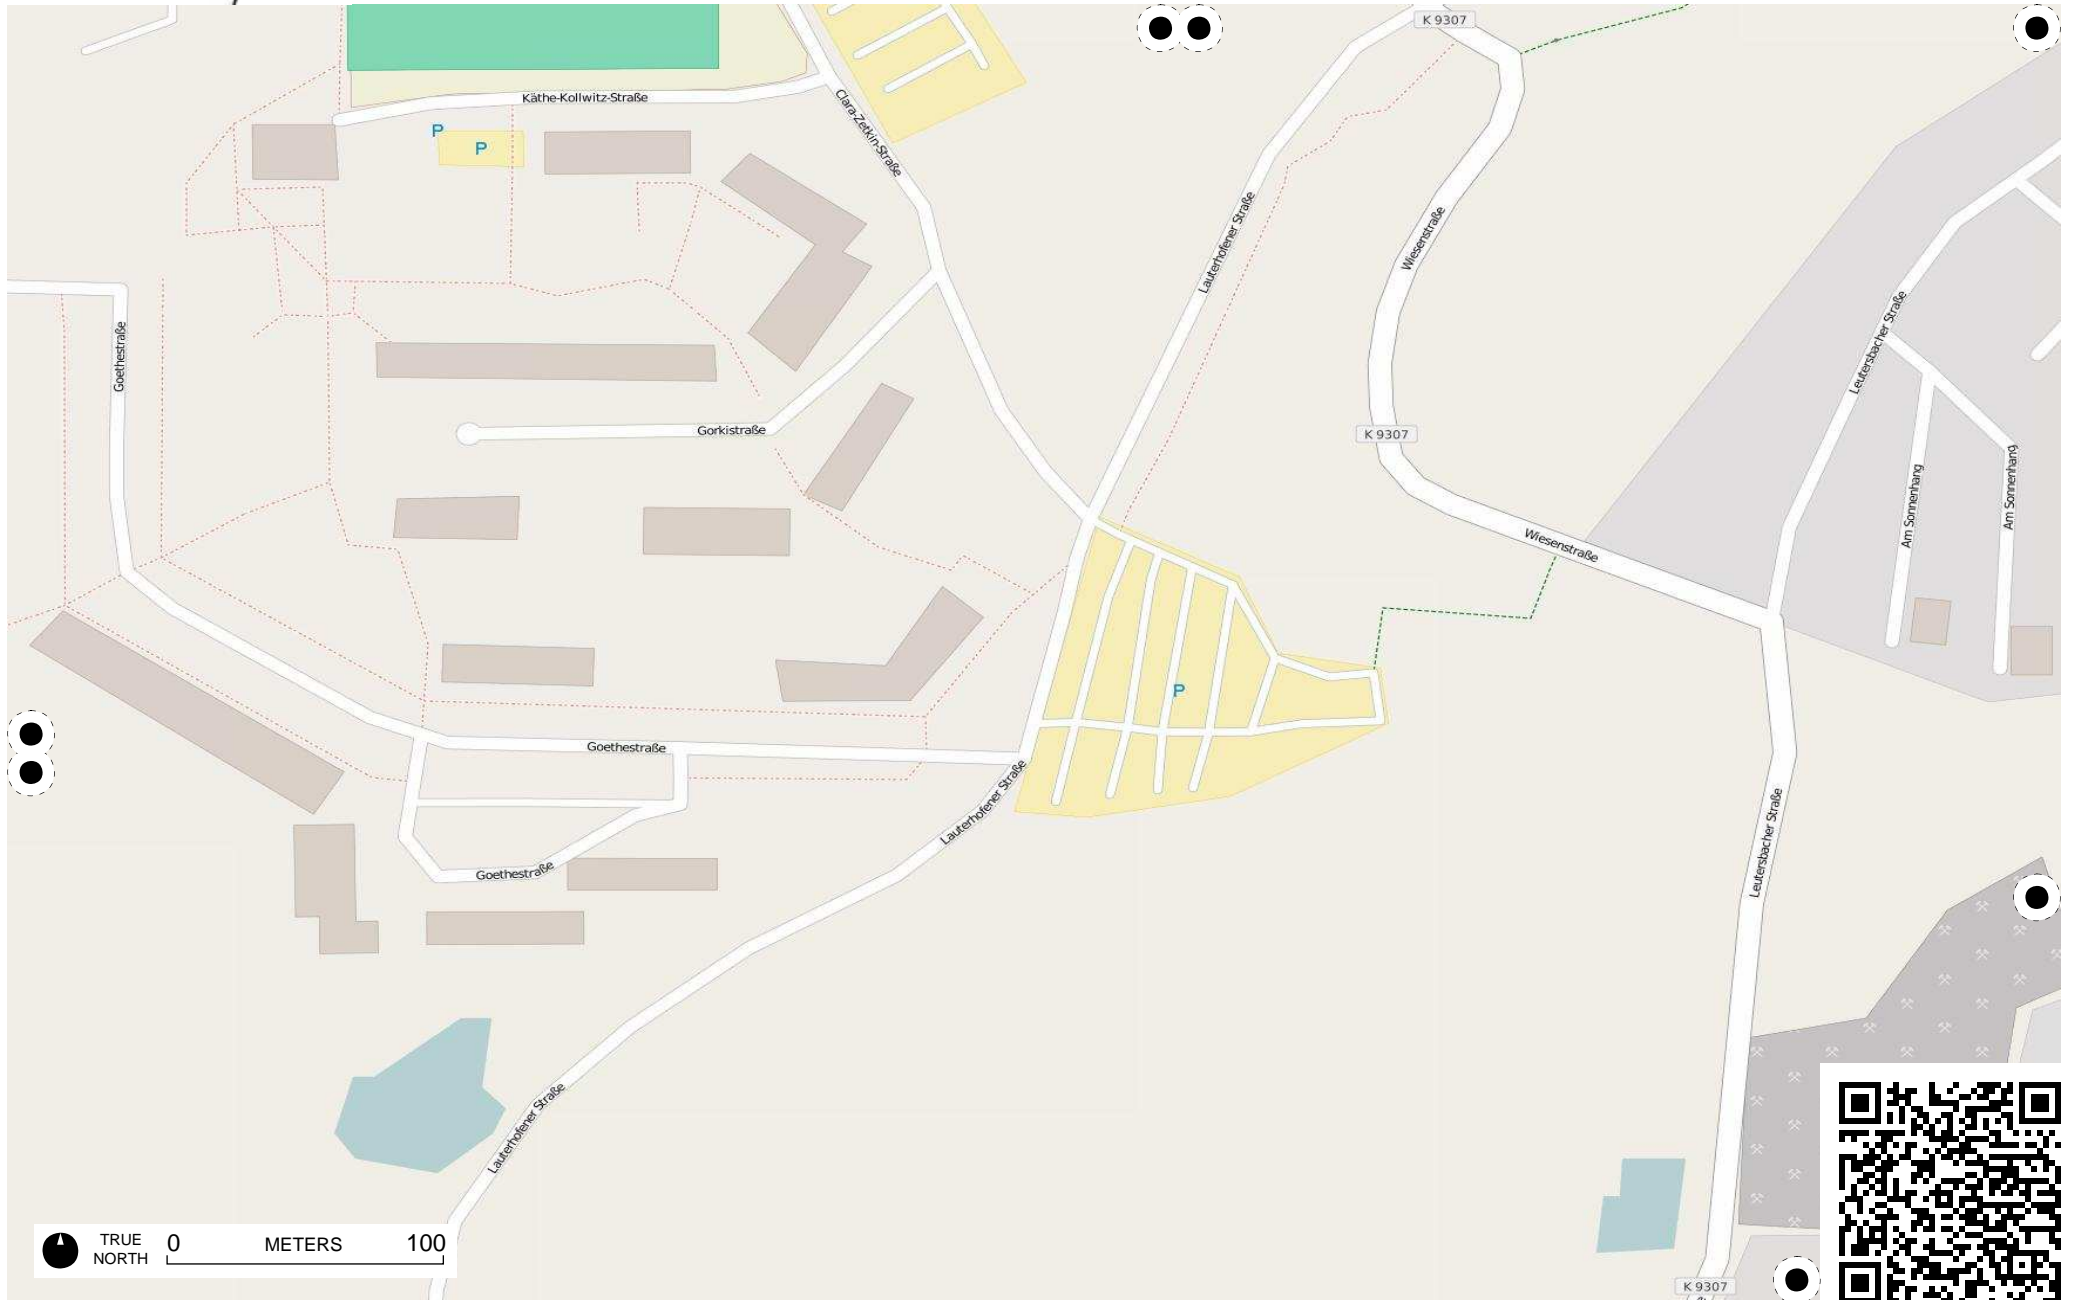 K 9307
Käthe-Kollwitz-Straße
Clara-Zetkin-Straße
P
P
Lauterhofener Straße
Wiesenstraße
Goethestraße
Leutersbacher Straße
Gorkistraße
K 9307
Am Sonnenhang
Am Sonnenhang
Wiesenstraße
P
Goethestraße
Lauterhofener Straße
Leutersbacher Straße
Goethestraße
Lauterhofener Straße
TRUE
NORTH
0 METERS 100
K 9307